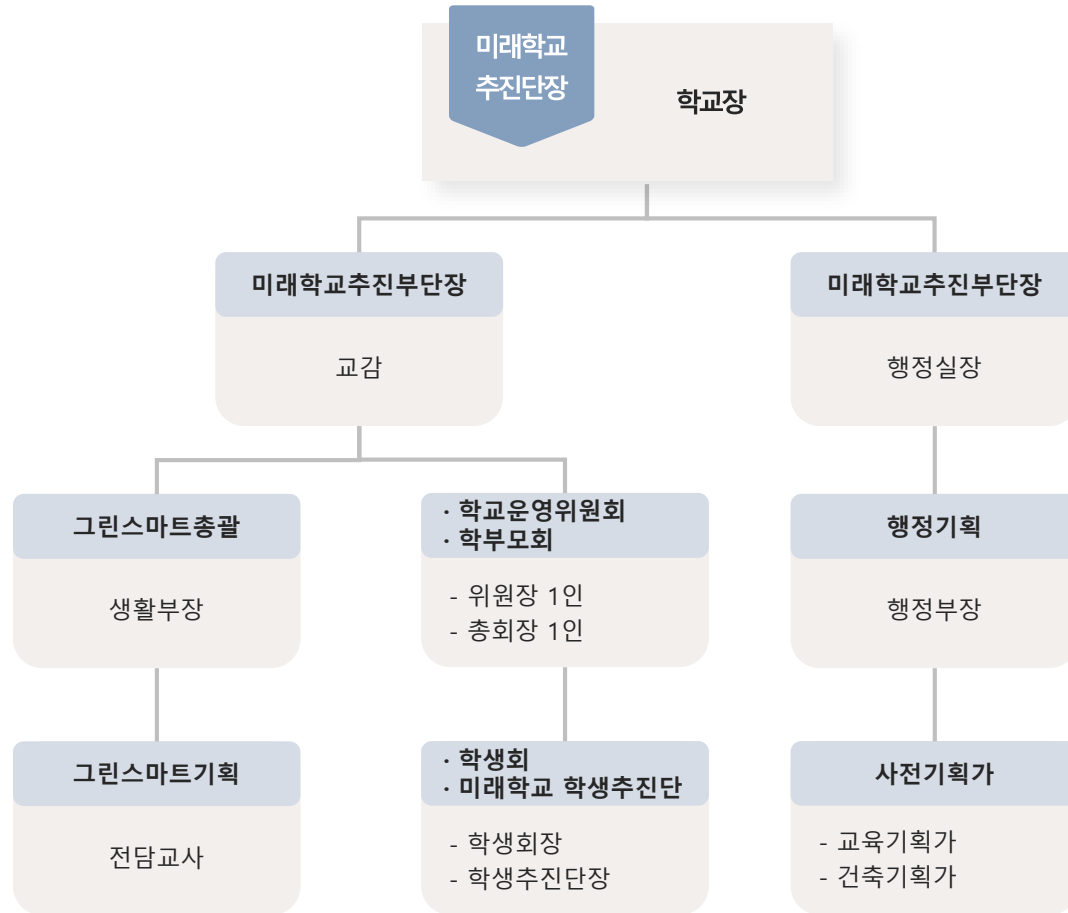 미래학교
추진단장
학교장
미래학교추진부단장
교감
미래학교추진부단장
행정실장
그린스마트총괄
생활부장
· 학교운영위원회
· 학부모회
- 위원장 1인
- 총회장 1인
행정기획
행정부장
그린스마트기획
전담교사
· 학생회
· 미래학교 학생추진단
- 학생회장
- 학생추진단장
사전기획가
- 교육기획가
- 건축기획가